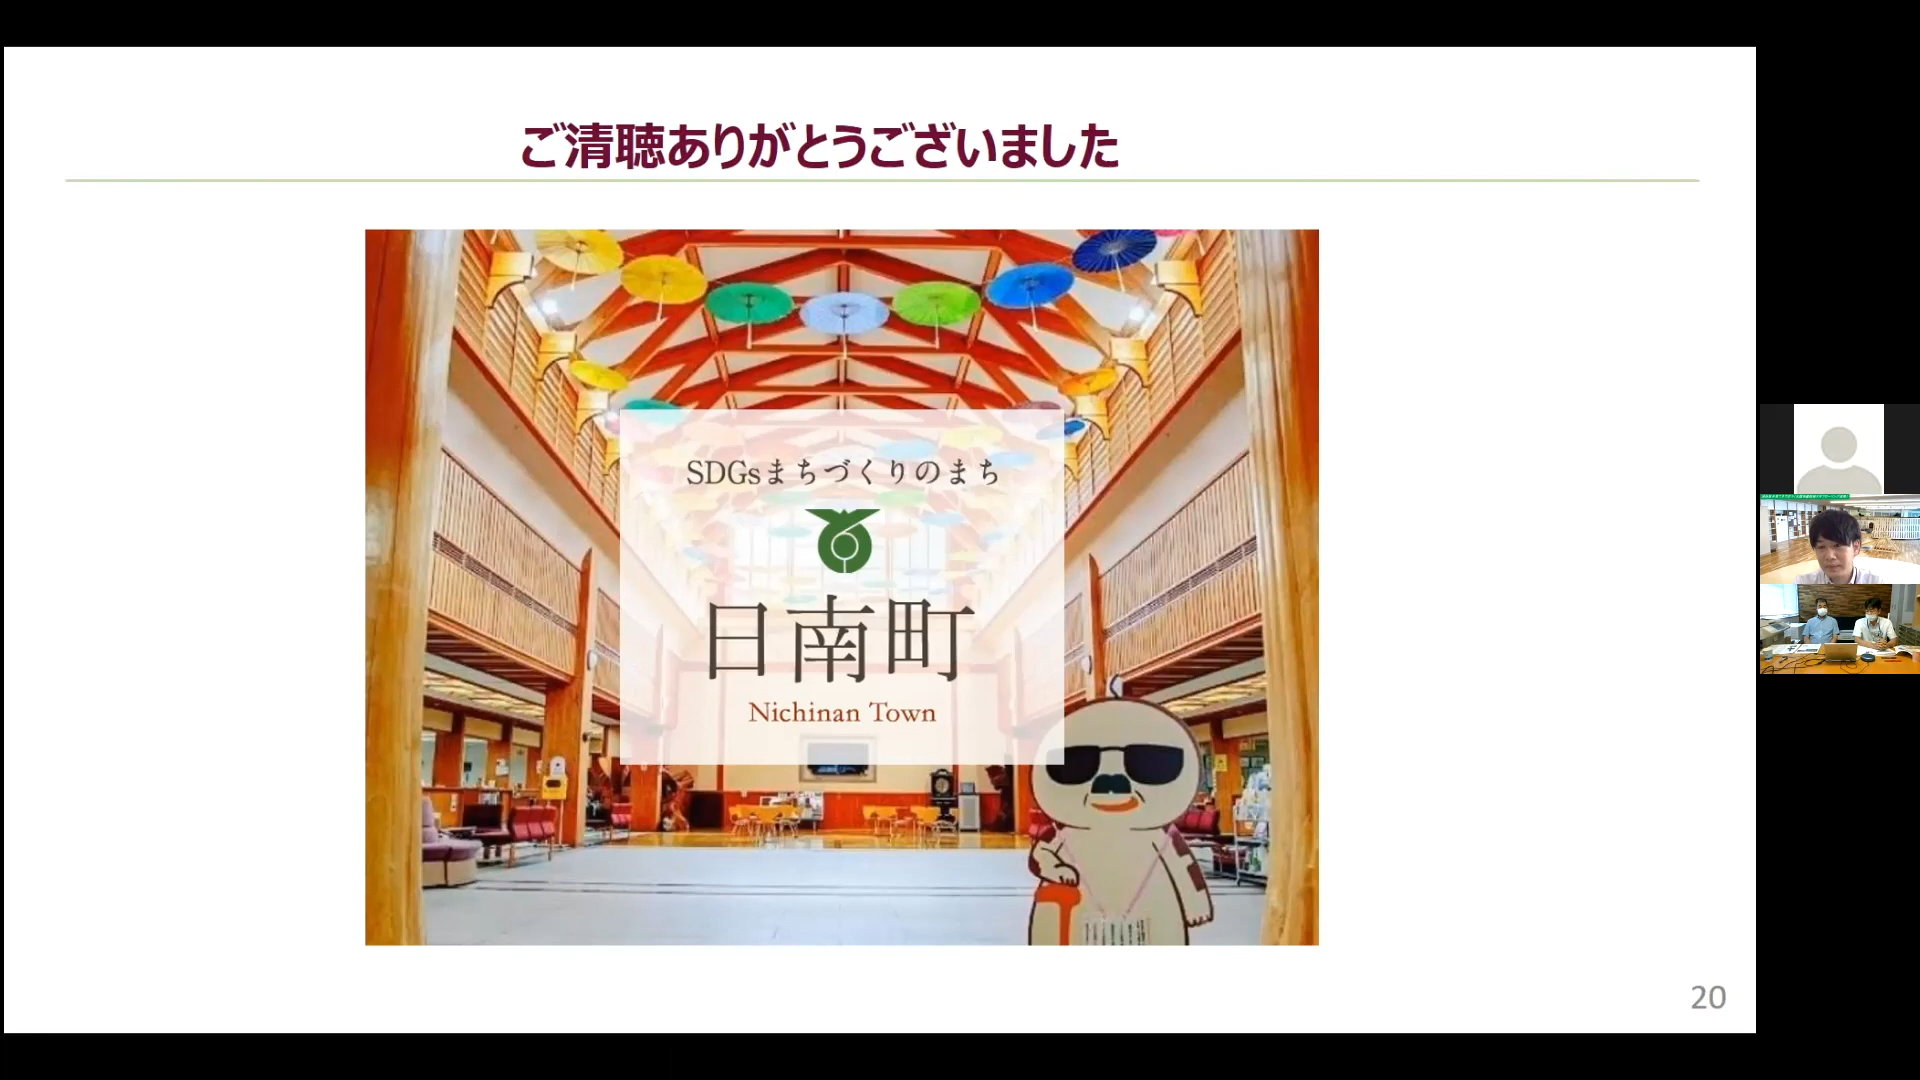 ご清聴ありがとうございました
SDGsまちづくりのまち
日南町
Nichinan Town
20